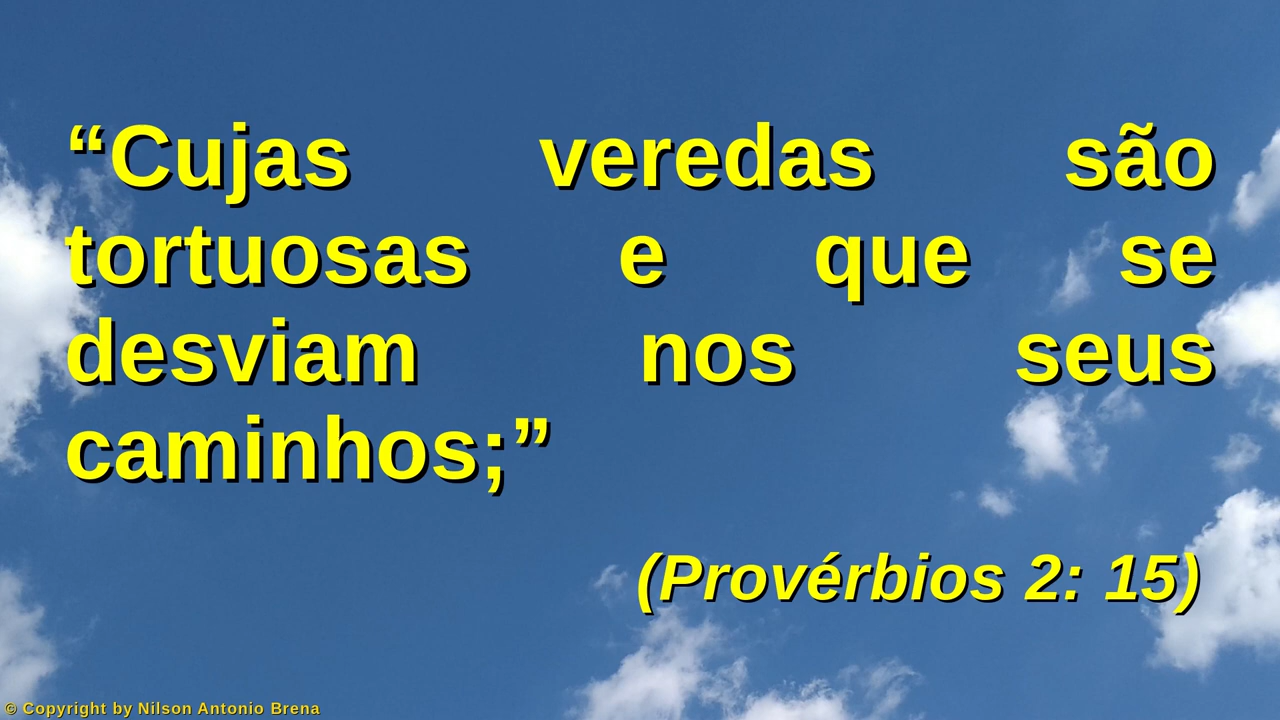 “Cujas veredas são
tortuosas e que se
desviam nos seus
caminhos;”
(Provérbios 2: 15)
© Copyright by Nilson Antonio Brena